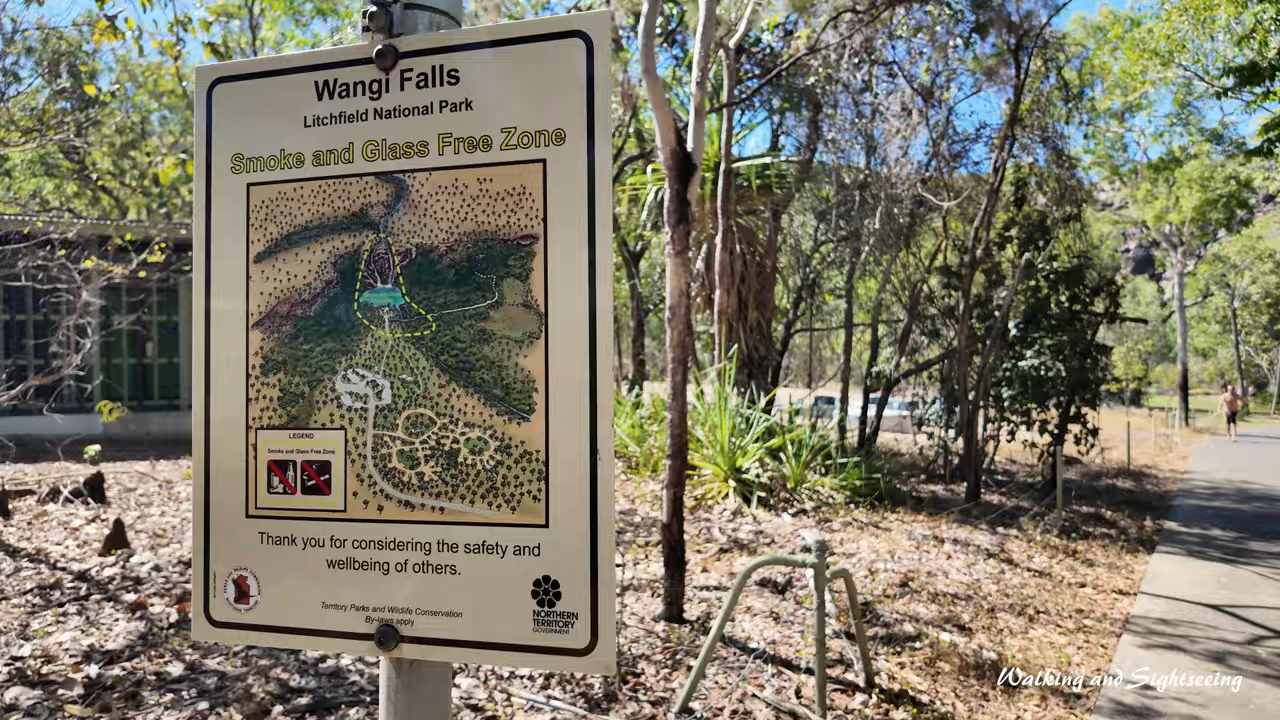 Wangi Falls
Litchfield National Park
Smoke and Glass Free Zone
LEGEND
Smoke and Glass Free Zone
Thank you for considering the safety and
wellbeing of others.
Territory Parks and Wildlife Conservation
By-laws apply
NORTHERN
TERRITORY
GOVERNMENT
Walking and Sightseeing